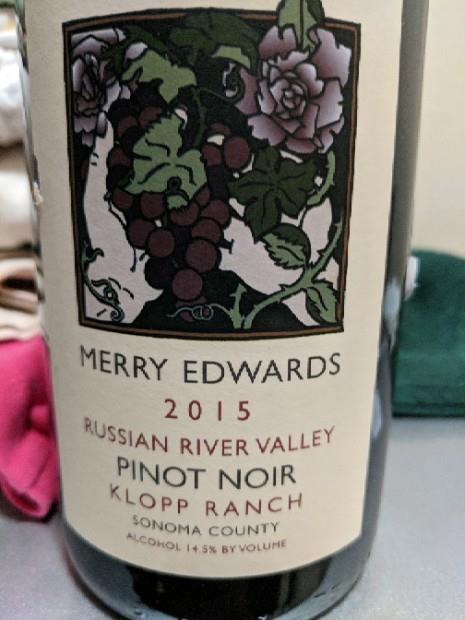 MERRY EDWARDS
2015
RUSSIAN RIVER VALLEY
PINOT NOIR
KLOPP RANCH
SONOMA COUNTY
ALCOHOL 14.5% BY VOLUME